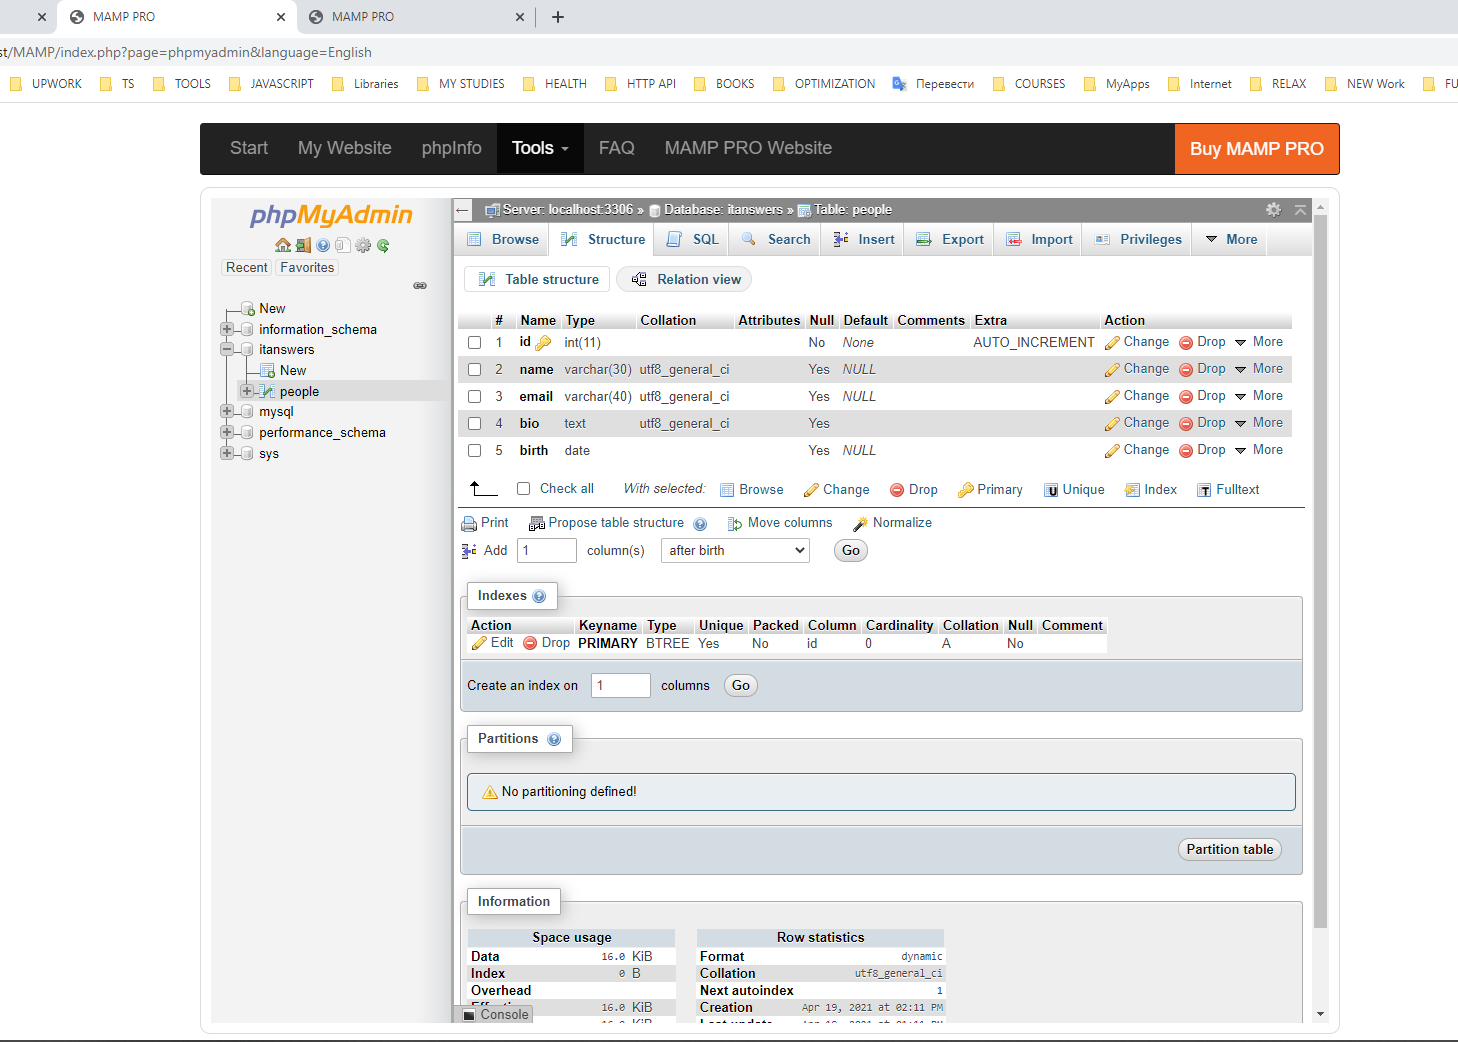 MAMP PRO
MAMP PRO
st/MAMP/index.php?page=phpmyadmin&language=English
UPWORK TS TOOLS JAVASCRIPT Libraries MY STUDIES HEALTH HTTP API BOOKS OPTIMIZATION Перевести COURSES MyApps Internet RELAX NEW Work FU
Start My Website phpInfo Tools FAQ MAMP PRO Website Buy MAMP PRO
phpMyAdmin
Recent Favorites
New
information_schema
itanswers
New
people
mysql
performance_schema
sys
Server: localhost:3306 » Database: itanswers » Table: people
Browse Structure SQL Search Insert Export Import Privileges More
Table structure Relation view
# Name Type Collation Attributes Null Default Comments Extra Action
1 id int(11) No None AUTO_INCREMENT Change Drop More
2 name varchar(30) utf8_general_ci Yes NULL Change Drop More
3 email varchar(40) utf8_general_ci Yes NULL Change Drop More
4 bio text utf8_general_ci Yes Change Drop More
5 birth date Yes NULL Change Drop More
Check all With selected: Browse Change Drop Primary Unique Index Fulltext
Print Propose table structure Move columns Normalize
Add 1 column(s) after birth Go
Indexes
Action Keyname Type Unique Packed Column Cardinality Collation Null Comment
Edit Drop PRIMARY BTREE Yes No id 0 A No
Create an index on 1 columns Go
Partitions
No partitioning defined!
Partition table
Information
Space usage
Data 16.0 KiB
Index 0 B
Overhead
16.0 KiB
Row statistics
Format dynamic
Collation utf8_general_ci
Next autoindex 1
Creation Apr 19, 2021 at 02:11 PM
Console